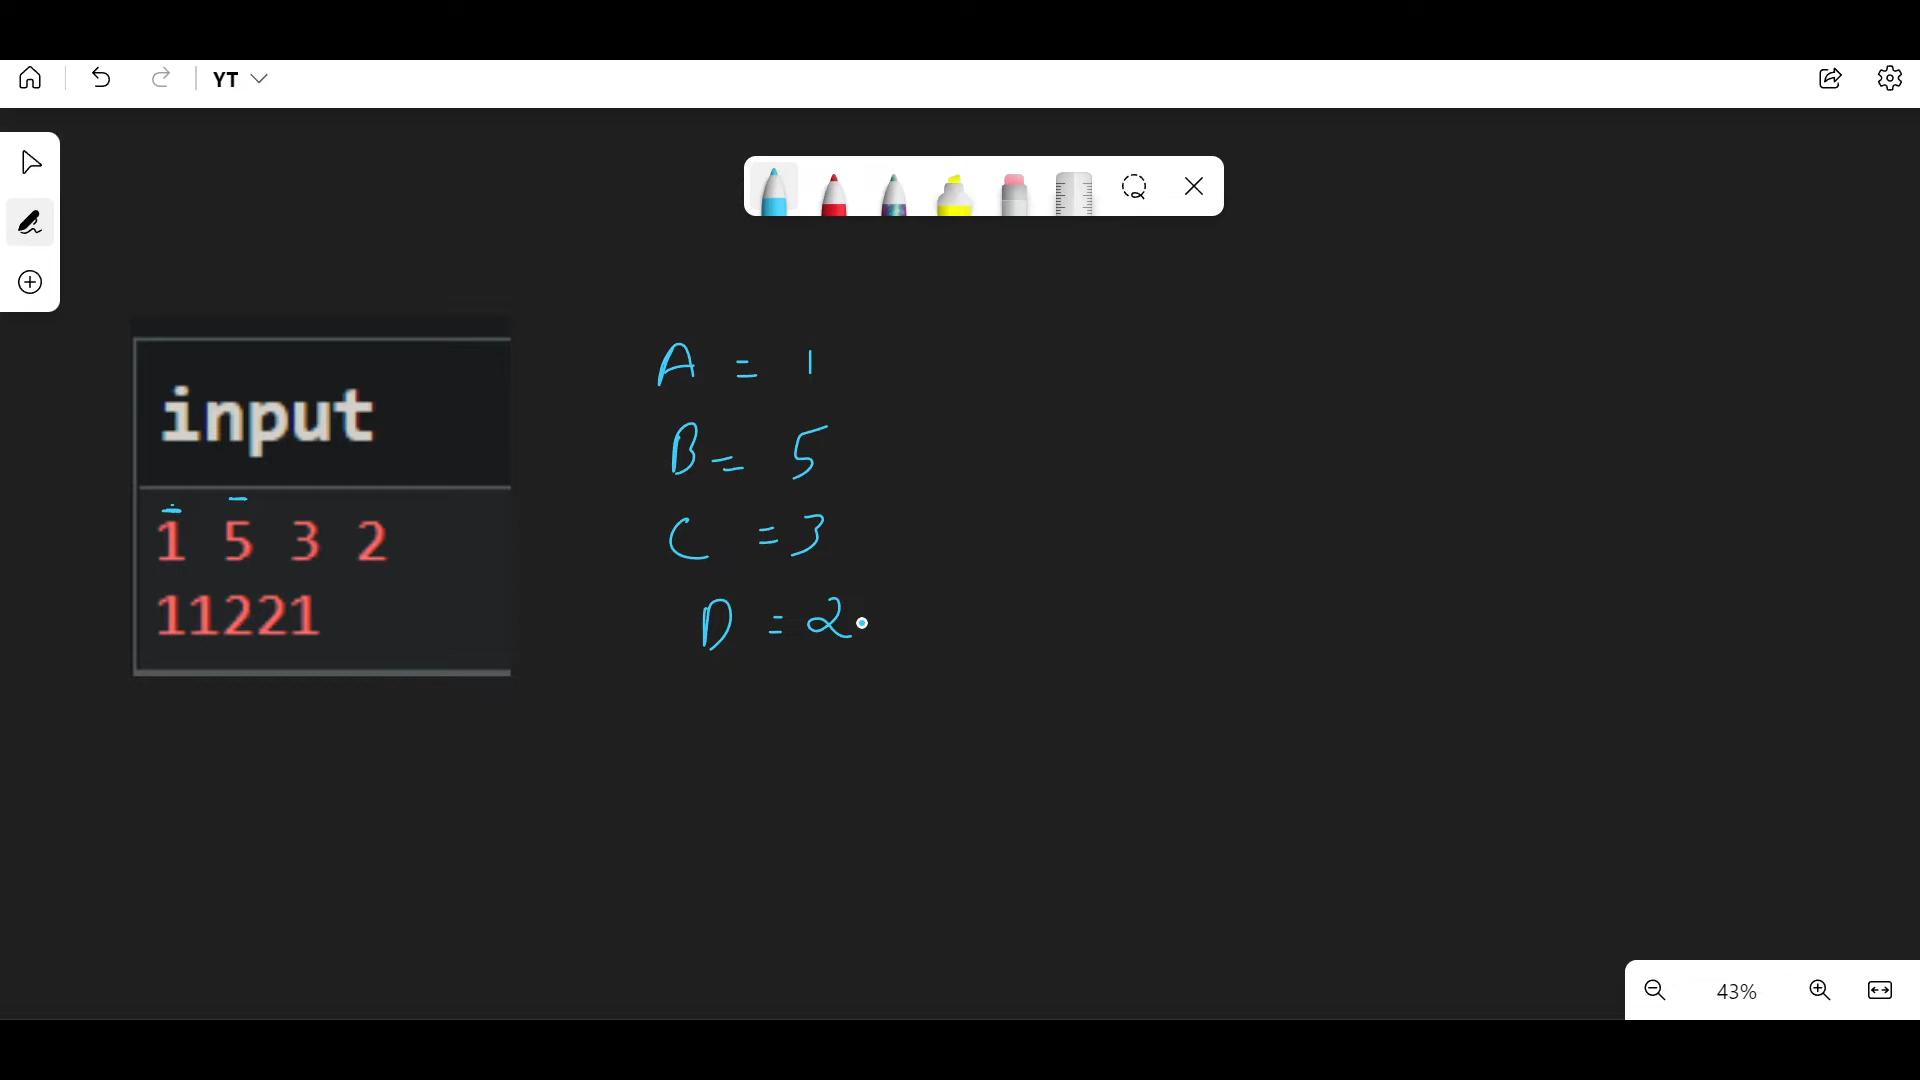 YT
input
1 5 3 2
11221
A = 1
B = 5
C = 3
D = 2
43%